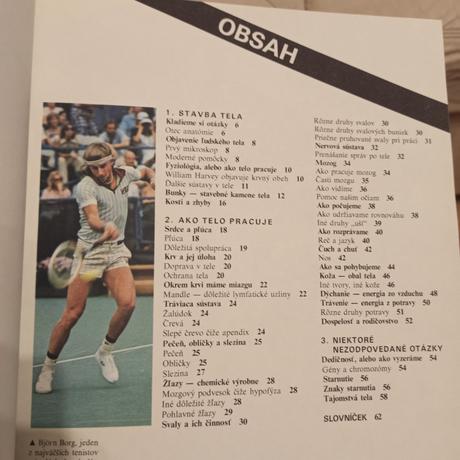 OBSAH
1. STAVBA TELA
Kladieme si otázky 6
Otec anatómie 6
Objavenie ľudského tela 8
Prvý mikroskop 8
Moderné pomôcky 8
Fyziológia, alebo ako telo pracuje 10
William Harvey objavuje krvný obeh 10
Ďalšie sústavy v tele 11
Bunky — stavebné kamene tela 12
Kosti a zhyby 16
2. AKO TELO PRACUJE
Srdce a pľúca 18
Pľúca 18
Dôležitá spolupráca 19
Krv a jej úloha 20
Doprava v tele 20
Ochrana tela 20
Okrem krvi máme miazgu 22
Mandle — dôležité lymfatické uzliny 22
Tráviaca sústava 24
Žalúdok 24
Črevá 24
Slepé črevo čiže apendix 24
Pečeň, obličky a slezina 25
Pečeň 25
Obličky 25
Slezina 27
Žľazy — chemické výrobne 28
Mozgový podvesok čiže hypofýza 28
Iné dôležité žľazy 28
Pohlavné žľazy 29
Svaly a ich činnosť 30
Rôzne druhy svalov 30
Rôzne druhy svalových buniek 30
Priečne pruhované svaly pri práci 31
Nervová sústava 32
Prenášanie správ po tele 32
Mozog 34
Ako pracuje mozog 34
Časti mozgu 35
Ako vidíme 36
Pomoc našim očiam 36
Ako počujeme 38
Ako udržiavame rovnováhu 38
Iné druhy „uší" 39
Ako rozprávame 40
Reč a jazyk 40
Čuch a chuť 42
Nos 42
Ako sa pohybujeme 44
Koža — obal tela 46
Iné tvory, iné kože 46
Dýchanie — energia zo vzduchu 48
Trávenie — energia z potravy 50
Rôzne druhy potravy 51
Dospelosť a rodičovstvo 52
3. NIEKTORÉ
NEZODPOVEDANÉ OTÁZKY
Dedičnosť, alebo ako vyzeráme 54
Gény a chromozómy 54
Starnutie 56
Znaky starnutia 56
Tajomstvá tela 58
SLOVNÍČEK 62
▲ Björn Borg, jeden
z najväčších tenistov